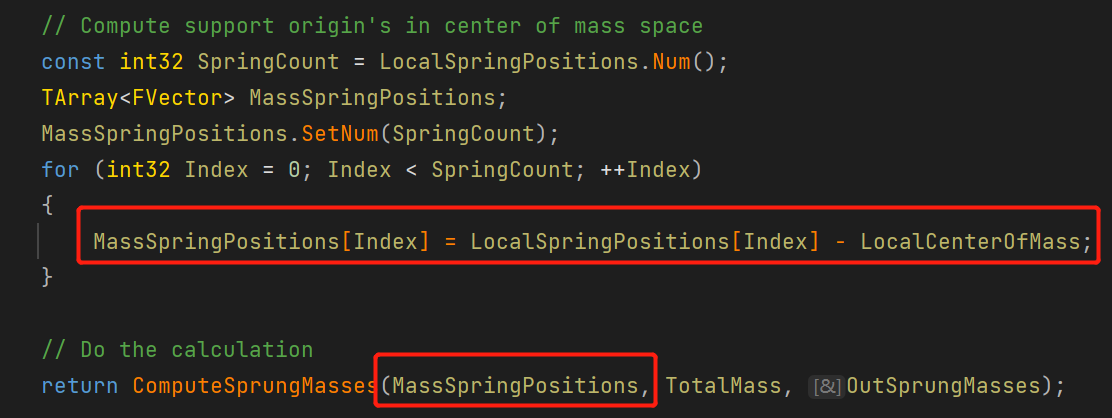 // Compute support origin's in center of mass space
const int32 SpringCount = LocalSpringPositions.Num();
TArray<FVector> MassSpringPositions;
MassSpringPositions.SetNum(SpringCount);
for (int32 Index = 0; Index < SpringCount; ++Index)
{
MassSpringPositions[Index] = LocalSpringPositions[Index] - LocalCenterOfMass;
}
// Do the calculation
return ComputeSprungMasses(MassSpringPositions, TotalMass, [&]OutSprungMasses);